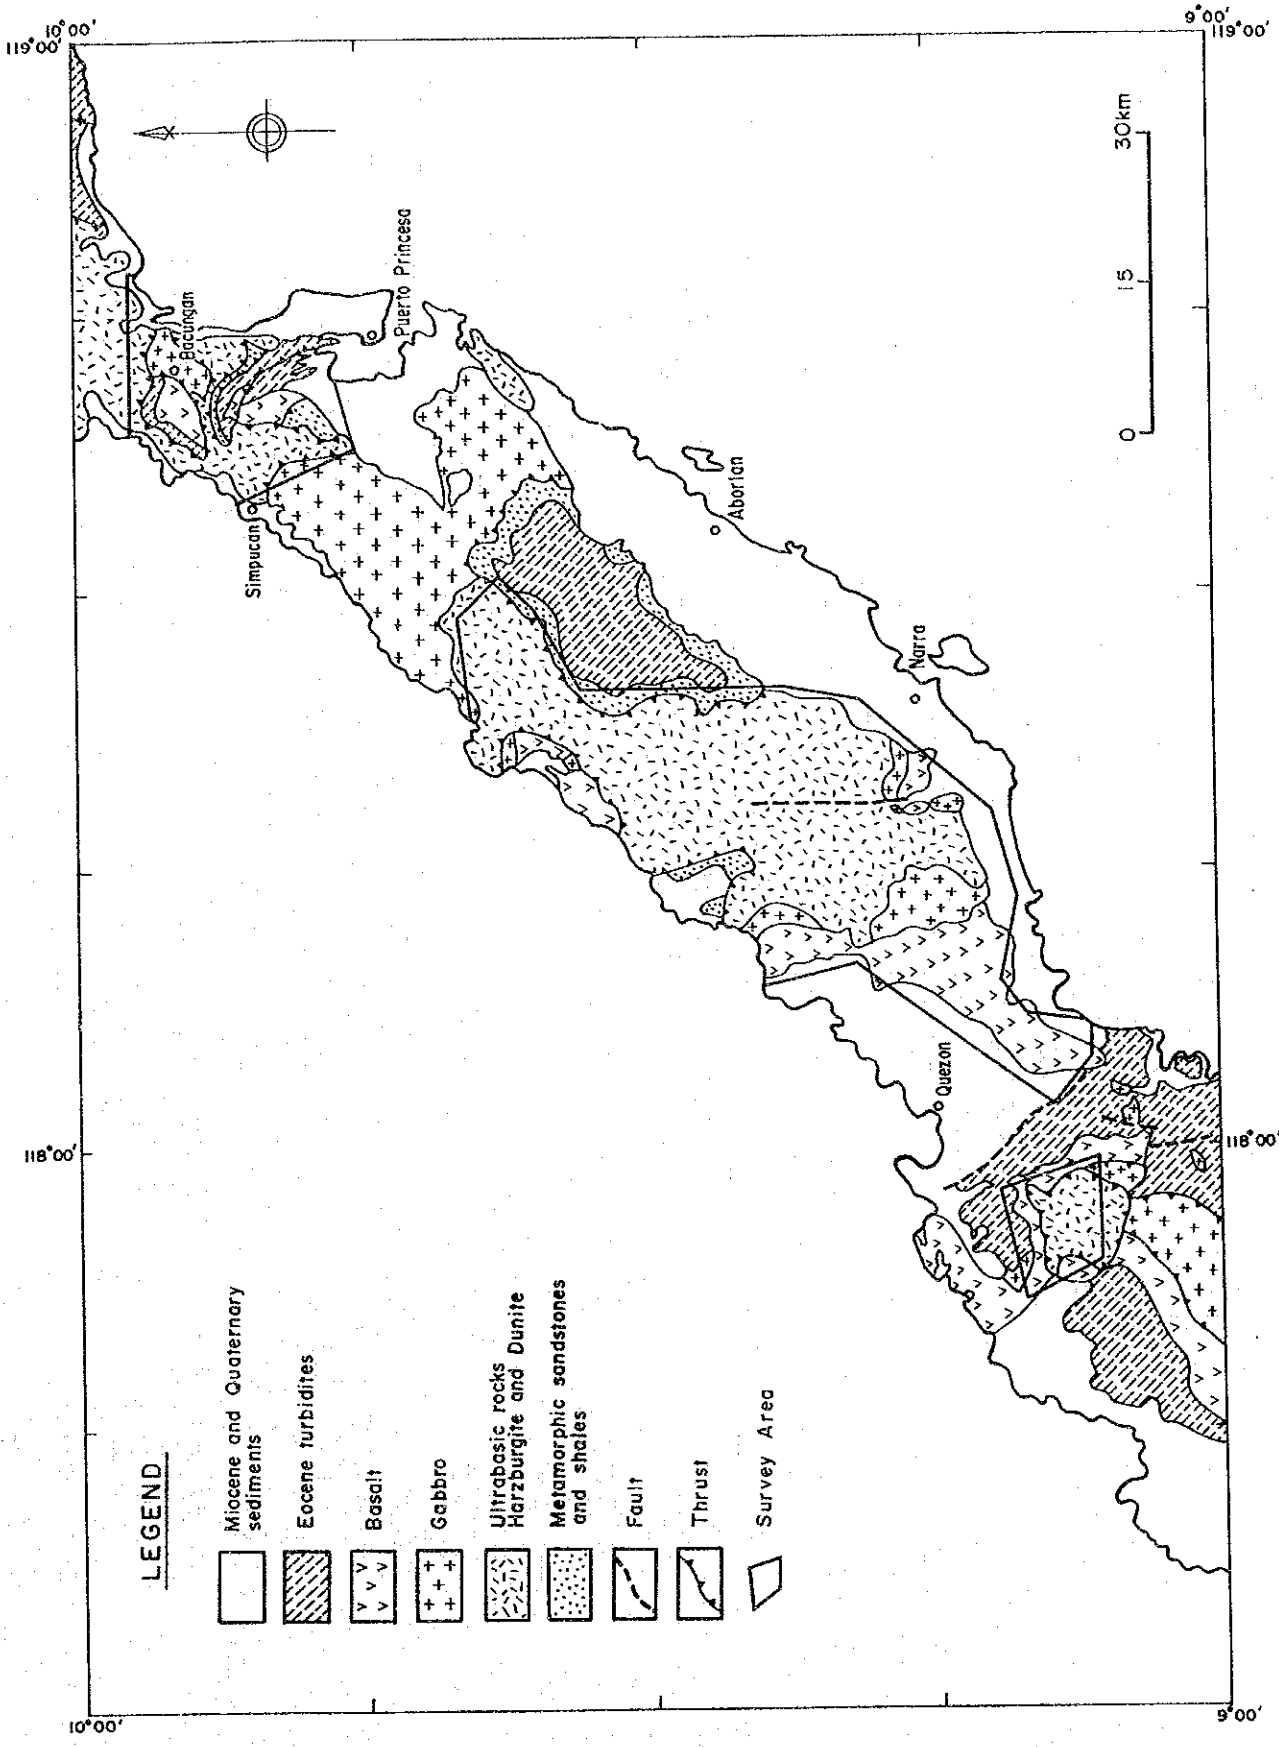 10°00'
119°00'
9°00'
119°00'
Bacungan
Puerto Princesa
Simpucan
Aborlan
Narra
Quezon
0 15 30km
118°00'
118°00'
10°00'
9°00'
LEGEND
Miocene and Quaternary
sediments
Eocene turbidites
Basalt
Gabbro
Ultrabasic rocks
Harzburgite and Dunite
Metamorphic sandstones
and shales
Fault
Thrust
Survey Area